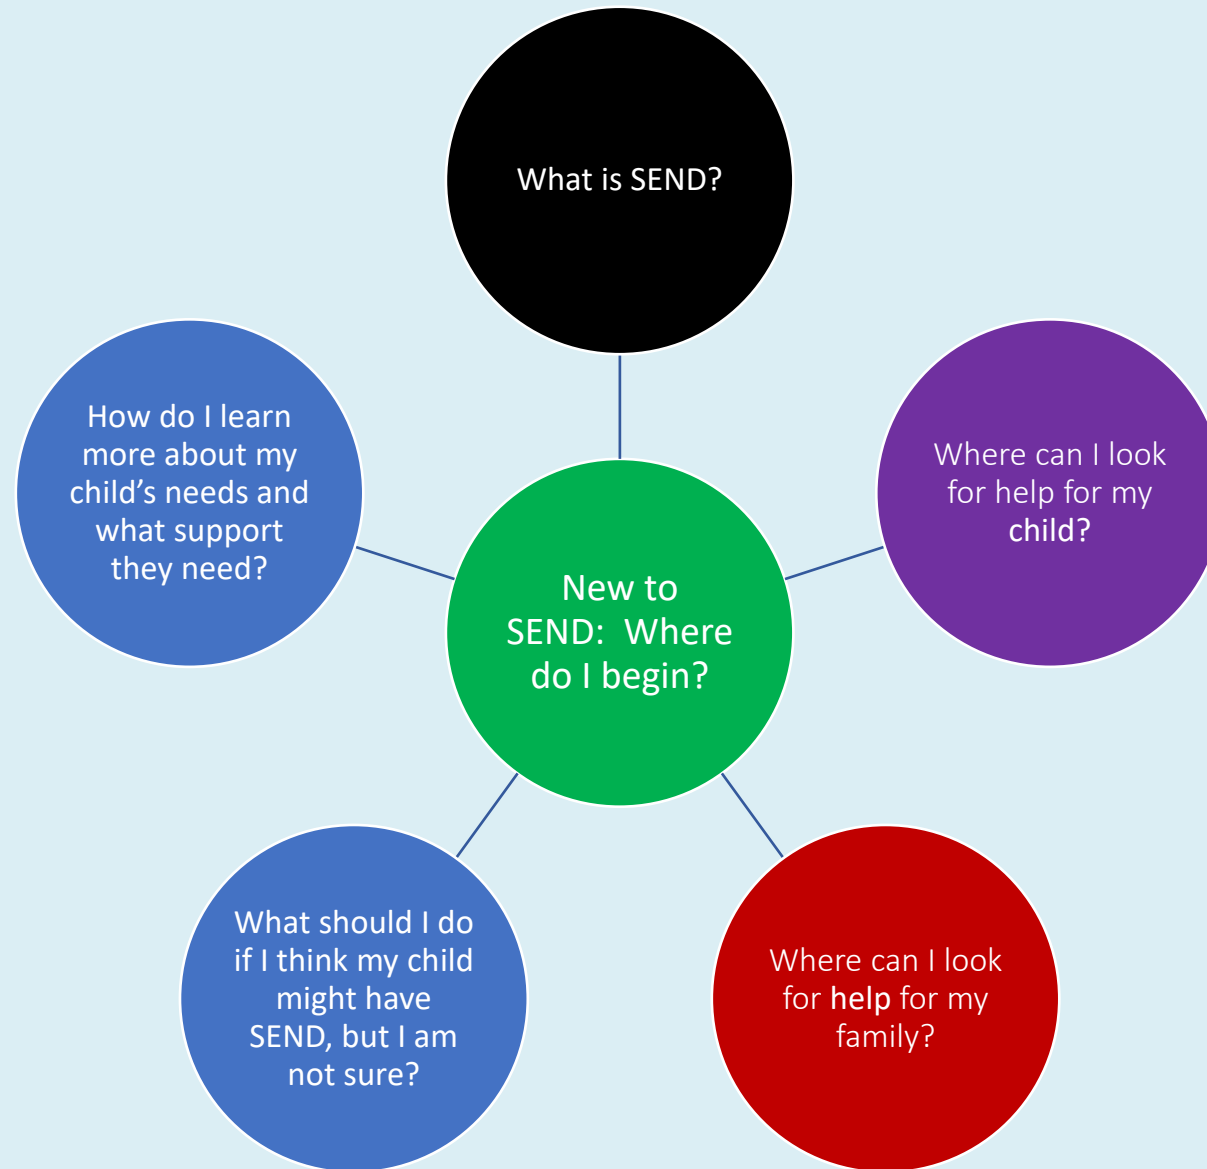 What is SEND?
How do I learn
more about my
child’s needs and
what support
they need?
Where can I look
for help for my
child?
New to
SEND:  Where
do I begin?
What should I do
if I think my child
might have
SEND, but I am
not sure?
Where can I look
for help for my
family?